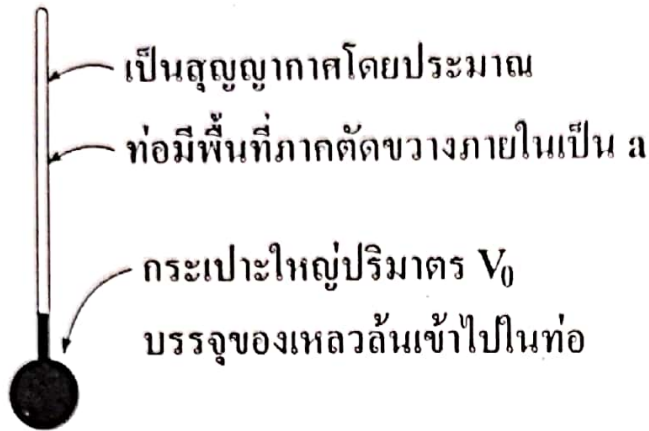 เป็นสุญญากาศโดยประมาณ
ท่อมีพื้นที่ภาคตัดขวางภายในเป็น a
กระเปาะใหญ่ปริมาตร V₀
บรรจุของเหลวล้นเข้าไปในท่อ